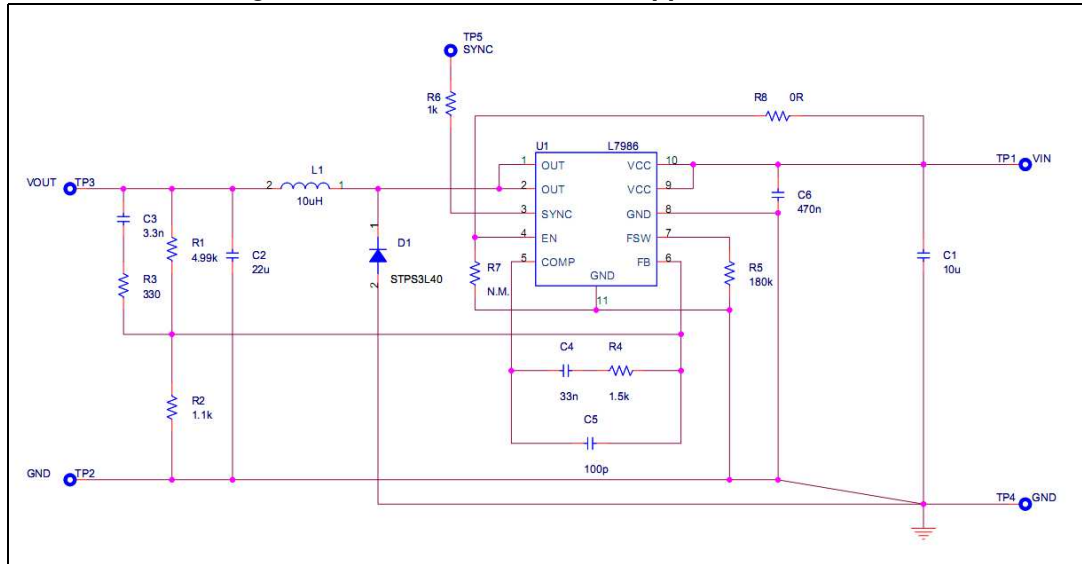 TP5
SYNC
R6
1k
R8 0R
U1 L7986
1 OUT VCC 10
2 OUT VCC 9
3 SYNC GND 8
4 EN FSW 7
5 COMP FB 6
GND
11
TP1 VIN
VOUT TP3
2 L1 1
10uH
C3
3.3n
R1
4.99k
C2
22u
R3
330
1
D1
STPS3L40
2
R7
N.M.
C6
470n
R5
180k
C1
10u
C4 R4
33n 1.5k
C5
100p
R2
1.1k
GND TP2
TP4 GND